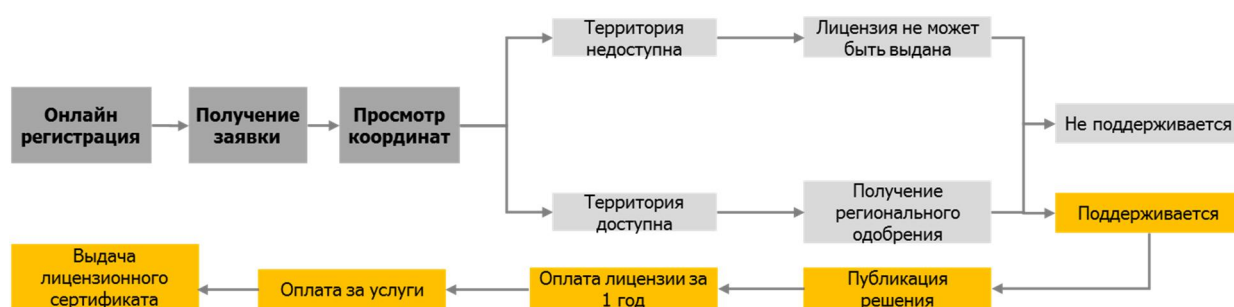 Онлайн
регистрация
Получение
заявки
Просмотр
координат
Территория
недоступна
Лицензия не может
быть выдана
Не поддерживается
Территория
доступна
Получение
регионального
одобрения
Поддерживается
Публикация
решения
Оплата лицензии за
1 год
Оплата за услуги
Выдача
лицензионного
сертификата